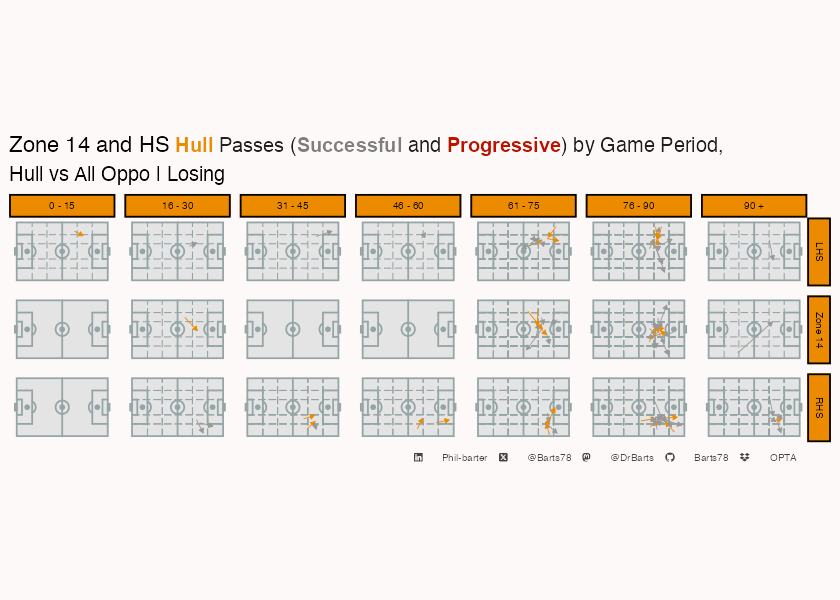 Zone 14 and HS Hull Passes (Successful and Progressive) by Game Period,
Hull vs All Oppo | Losing
0 - 15 16 - 30 31 - 45 46 - 60 61 - 75 76 - 90 90 +
LHS
Zone 14
RHS
Phil-barter @Barts78 @DrBarts Barts78 OPTA